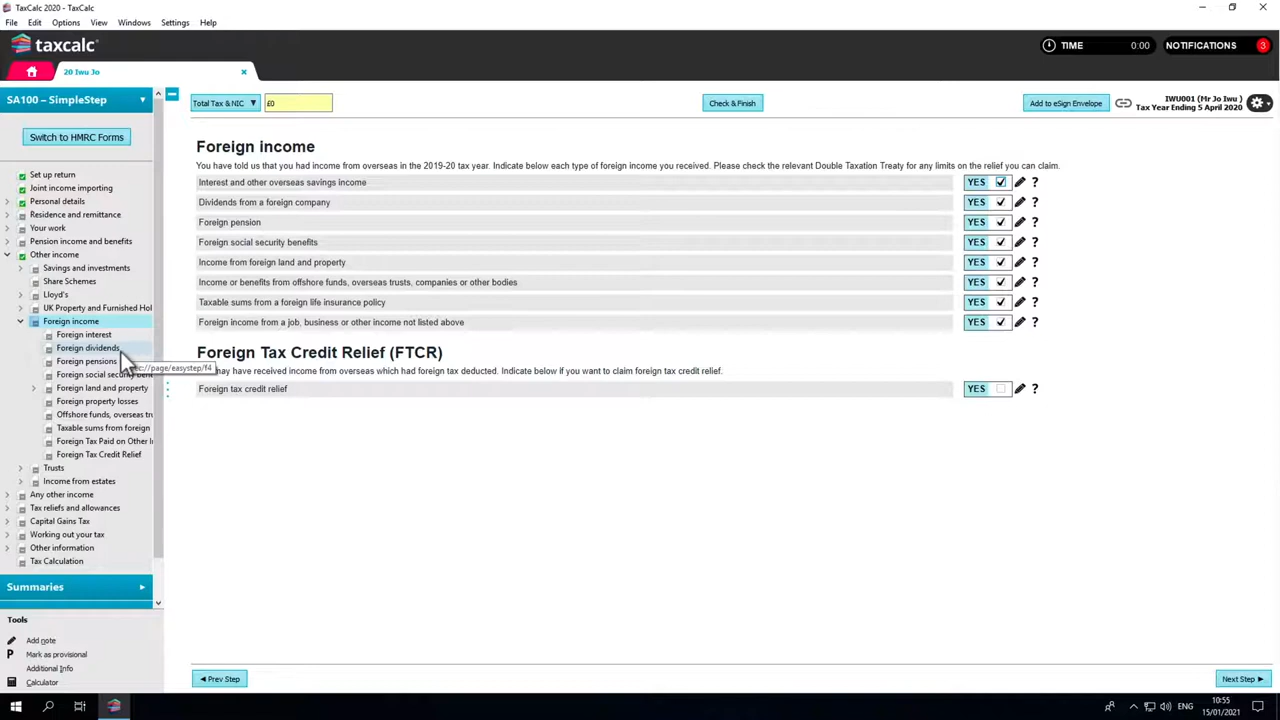 TaxCalc 2020 - TaxCalc
File Edit Options View Windows Settings Help
taxcalc
TIME 0:00 NOTIFICATIONS 3
20 Iwu Jo
SA100 – SimpleStep
Switch to HMRC Forms
Total Tax & NIC £0
Check & Finish
Add to eSign Envelope
IWU001 (Mr Jo Iwu )
Tax Year Ending 5 April 2020
Set up return
Joint income importing
Personal details
Residence and remittance
Your work
Pension income and benefits
Other income
Savings and investments
Share Schemes
Lloyd's
UK Property and Furnished Hol
Foreign income
Foreign interest
Foreign dividends
Foreign pensions
Foreign social security
Foreign land and property
Foreign property losses
Offshore funds, overseas tru
Taxable sums from foreign
Foreign Tax Paid on Other I
Foreign Tax Credit Relief
Trusts
Income from estates
Any other income
Tax reliefs and allowances
Capital Gains Tax
Working out your tax
Other information
Tax Calculation
Summaries
Tools
Add note
P Mark as provisional
Additional Info
Calculator
://page/easystep/f4
Foreign income
You have told us that you had income from overseas in the 2019-20 tax year. Indicate below each type of foreign income you received. Please check the relevant Double Taxation Treaty for any limits on the relief you can claim.
Interest and other overseas savings income YES ?
Dividends from a foreign company YES ?
Foreign pension YES ?
Foreign social security benefits YES ?
Income from foreign land and property YES ?
Income or benefits from offshore funds, overseas trusts, companies or other bodies YES ?
Taxable sums from a foreign life insurance policy YES ?
Foreign income from a job, business or other income not listed above YES ?
Foreign Tax Credit Relief (FTCR)
may have received income from overseas which had foreign tax deducted. Indicate below if you want to claim foreign tax credit relief.
Foreign tax credit relief YES ?
Prev Step
Next Step
ENG
10:55
15/01/2021